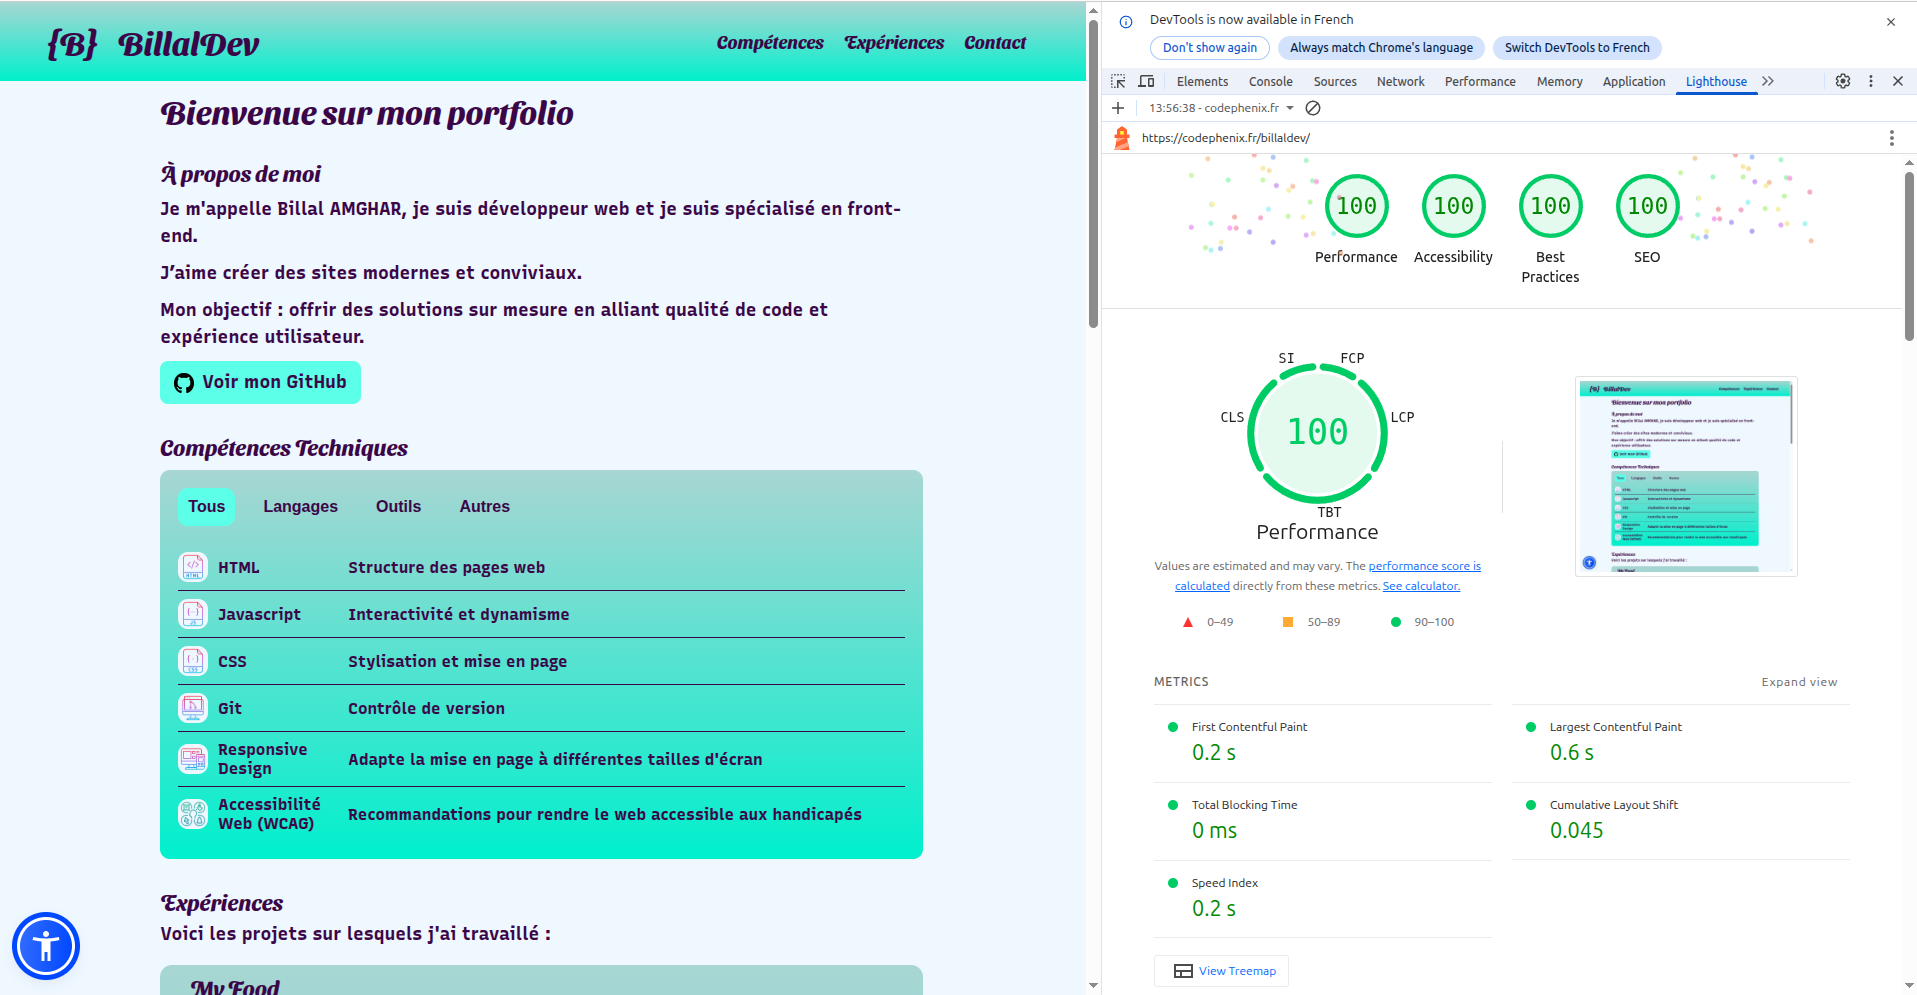 {B} BillalDev
Compétences Expériences Contact
Bienvenue sur mon portfolio
À propos de moi
Je m'appelle Billal AMGHAR, je suis développeur web et je suis spécialisé en front-
end.
J’aime créer des sites modernes et conviviaux.
Mon objectif : offrir des solutions sur mesure en alliant qualité de code et
expérience utilisateur.
Voir mon GitHub
Compétences Techniques
Tous Langages Outils Autres
HTML Structure des pages web
Javascript Interactivité et dynamisme
CSS Stylisation et mise en page
Git Contrôle de version
Responsive
Design
Adapte la mise en page à différentes tailles d'écran
Accessibilité
Web (WCAG)
Recommandations pour rendre le web accessible aux handicapés
Expériences
Voici les projets sur lesquels j'ai travaillé :
My Food
DevTools is now available in French
Don't show again Always match Chrome's language Switch DevTools to French
Elements Console Sources Network Performance Memory Application Lighthouse
13:56:38 - codephenix.fr
https://codephenix.fr/billaldev/
100 100 100 100
Performance Accessibility Best
Practices
SEO
SI FCP
CLS LCP
100
TBT
Performance
Values are estimated and may vary. The performance score is
calculated directly from these metrics. See calculator.
0–49 50–89 90–100
METRICS Expand view
First Contentful Paint
0.2 s
Largest Contentful Paint
0.6 s
Total Blocking Time
0 ms
Cumulative Layout Shift
0.045
Speed Index
0.2 s
View Treemap